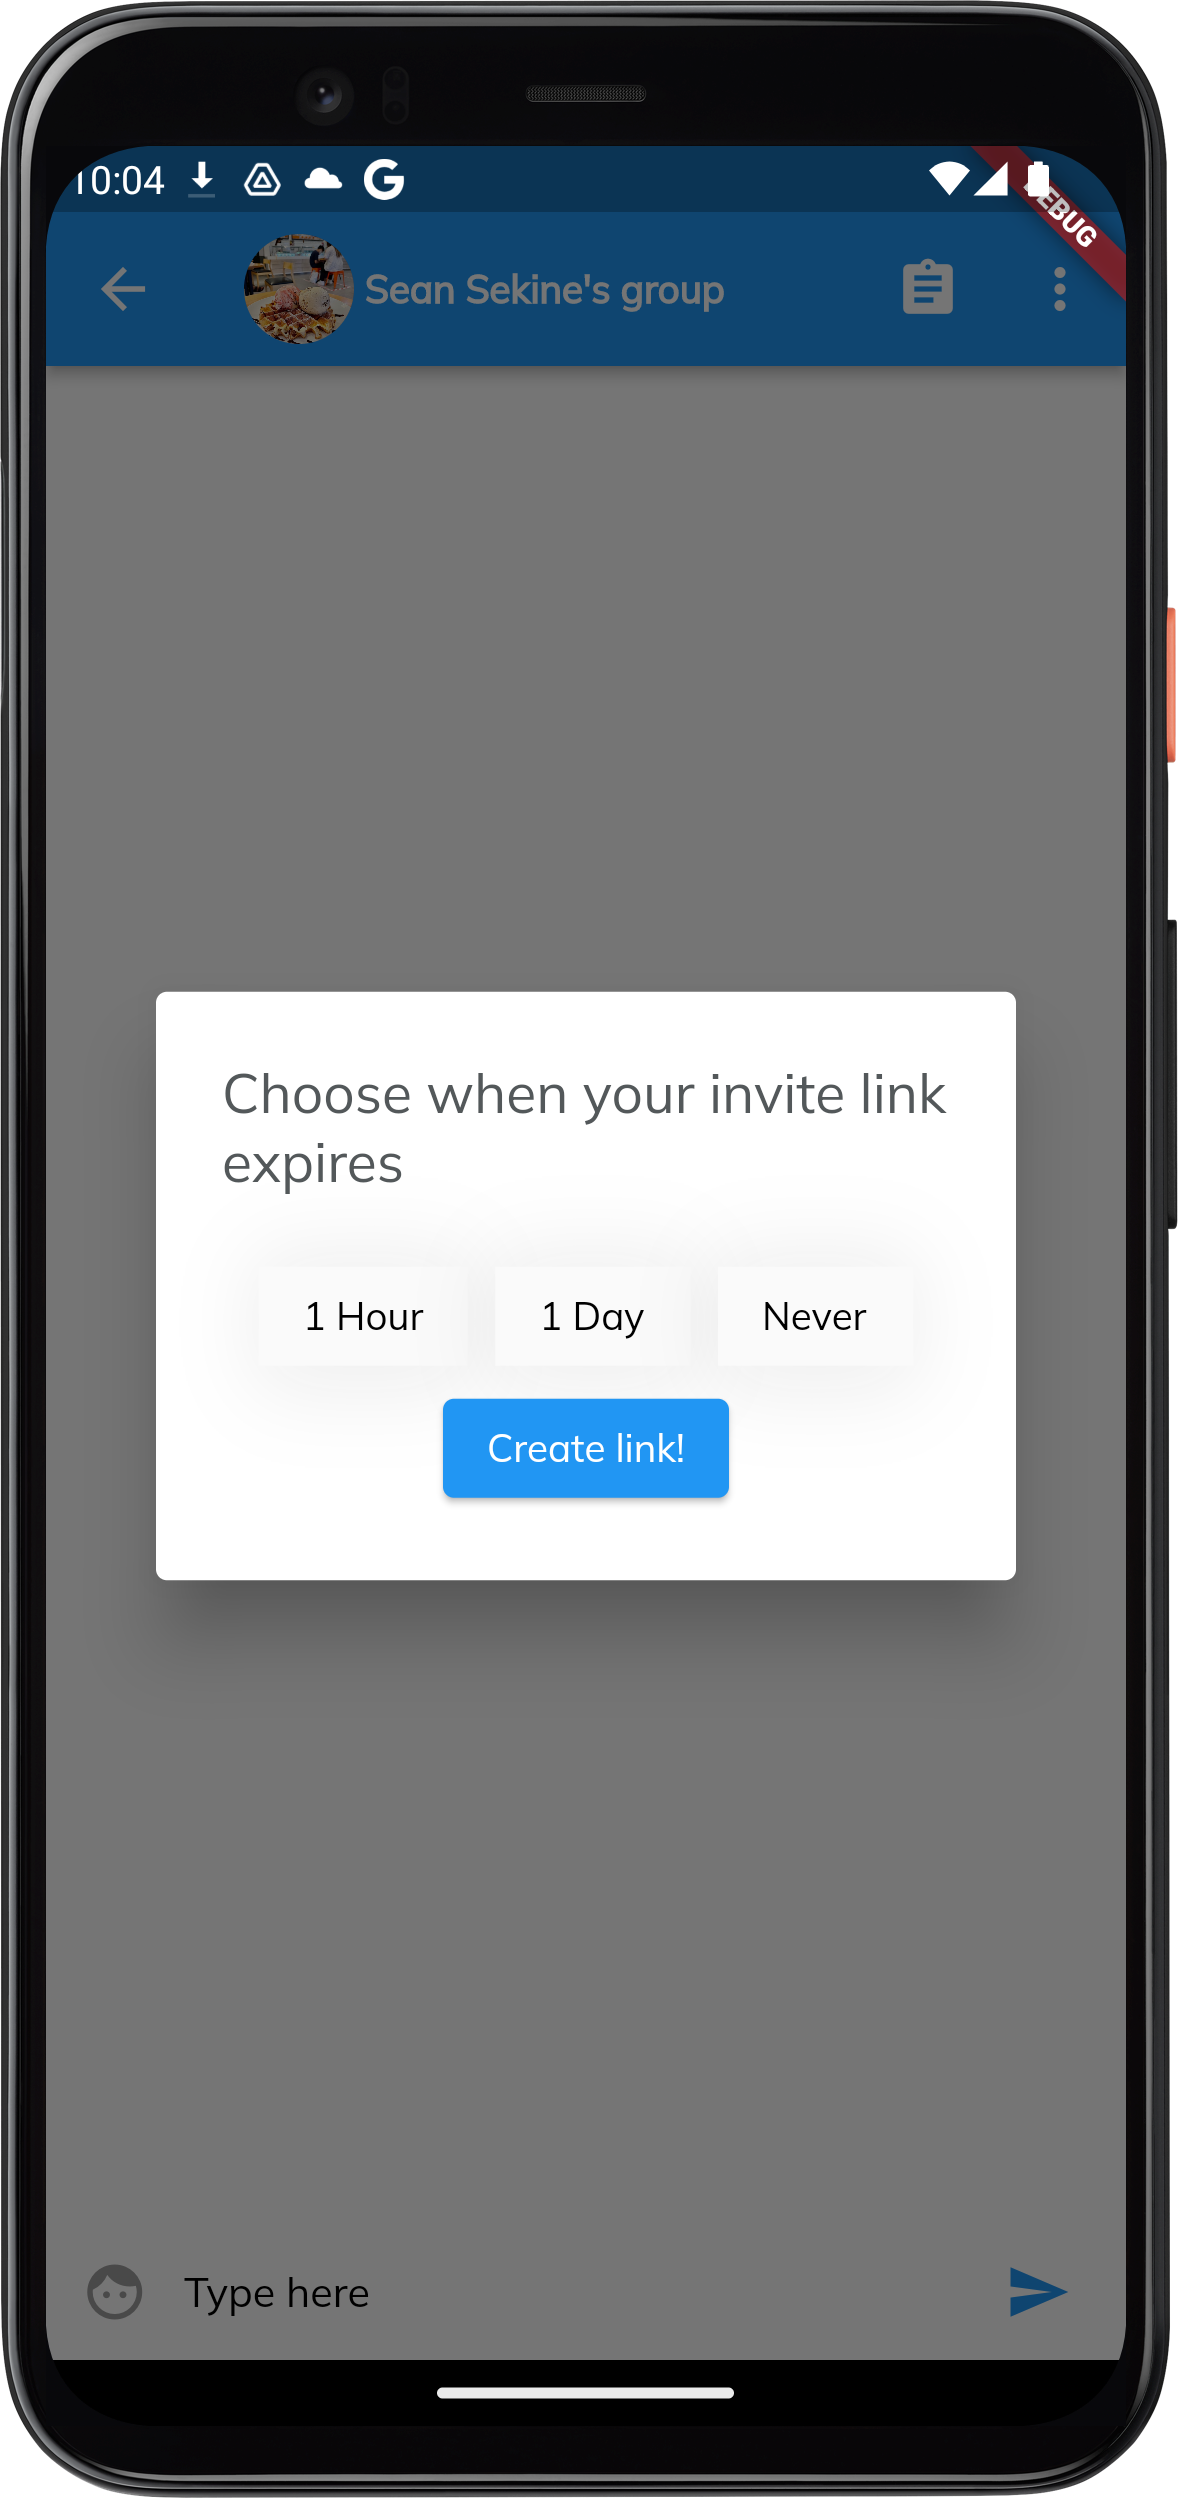 10:04
DEBUG
Sean Sekine's group
Choose when your invite link
expires
1 Hour
1 Day
Never
Create link!
Type here